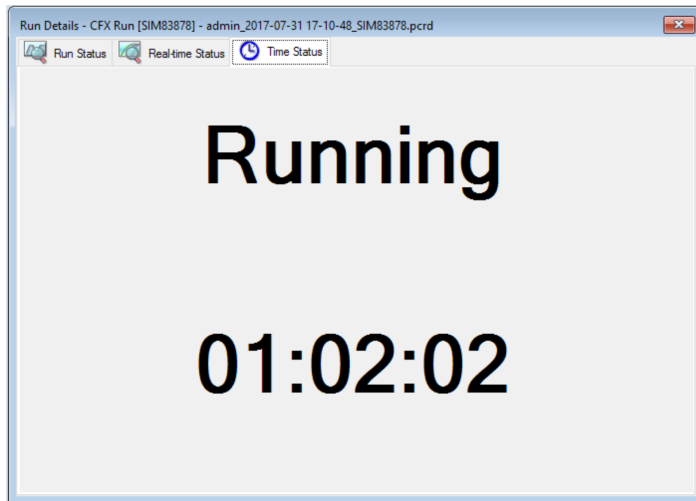 Run Details - CFX Run [SIM83878] - admin_2017-07-31 17-10-48_SIM83878.pcrd
Run Status Real-time Status Time Status
Running
01:02:02